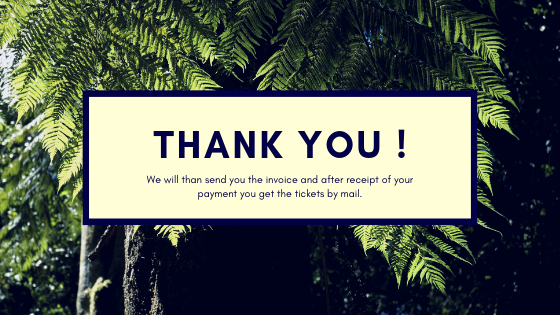 THANK YOU !
We will than send you the invoice and after receipt of your
payment you get the tickets by mail.